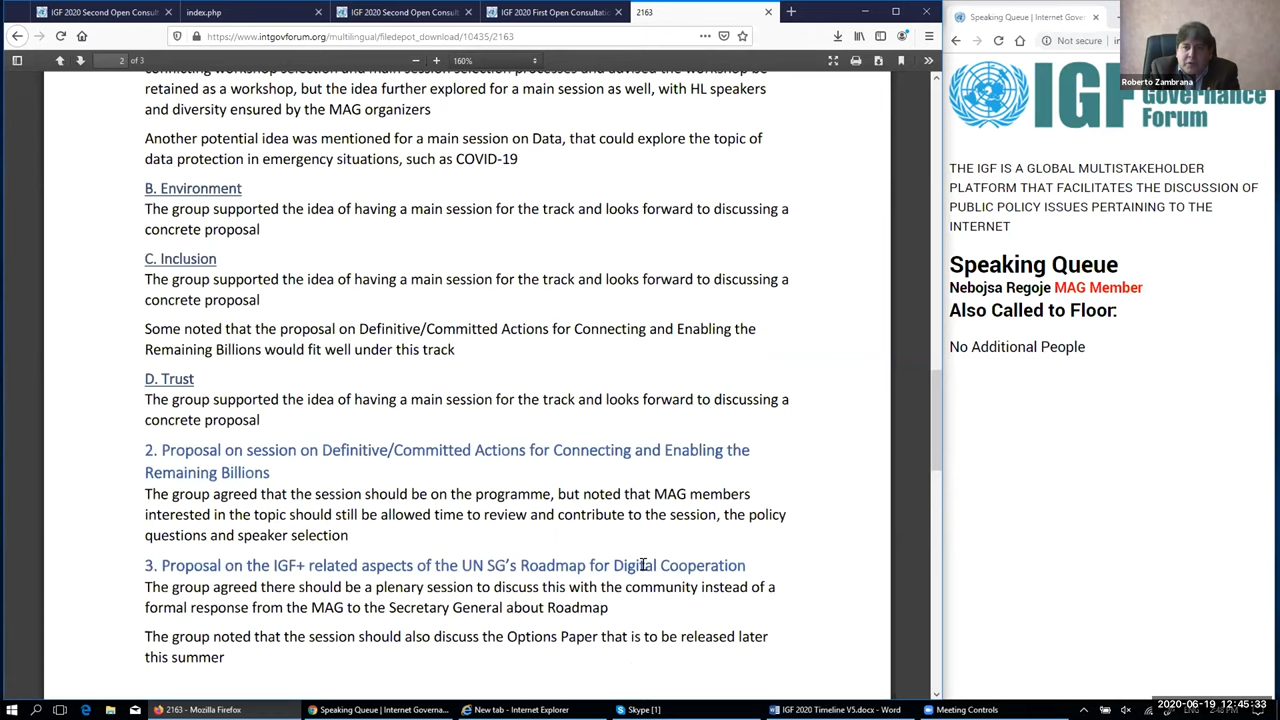 IGF 2020 Second Open Consult
index.php
IGF 2020 Second Open Consult
IGF 2020 First Open Consultatio
2163
https://www.intgovforum.org/multilingual/filedepot_download/10435/2163
2 of 3
160%
conflicting workshop selection and main session selection processes and advised the workshop be
retained as a workshop, but the idea further explored for a main session as well, with HL speakers
and diversity ensured by the MAG organizers
Another potential idea was mentioned for a main session on Data, that could explore the topic of
data protection in emergency situations, such as COVID-19
B. Environment
The group supported the idea of having a main session for the track and looks forward to discussing a
concrete proposal
C. Inclusion
The group supported the idea of having a main session for the track and looks forward to discussing a
concrete proposal
Some noted that the proposal on Definitive/Committed Actions for Connecting and Enabling the
Remaining Billions would fit well under this track
D. Trust
The group supported the idea of having a main session for the track and looks forward to discussing a
concrete proposal
2. Proposal on session on Definitive/Committed Actions for Connecting and Enabling the
Remaining Billions
The group agreed that the session should be on the programme, but noted that MAG members
interested in the topic should still be allowed time to review and contribute to the session, the policy
questions and speaker selection
3. Proposal on the IGF+ related aspects of the UN SG's Roadmap for Digital Cooperation
The group agreed there should be a plenary session to discuss this with the community instead of a
formal response from the MAG to the Secretary General about Roadmap
The group noted that the session should also discuss the Options Paper that is to be released later
this summer
Speaking Queue | Internet Gover
Not secure
Roberto Zambrana
IGF Governance
Forum
THE IGF IS A GLOBAL MULTISTAKEHOLDER
PLATFORM THAT FACILITATES THE DISCUSSION OF
PUBLIC POLICY ISSUES PERTAINING TO THE
INTERNET
Speaking Queue
Nebojsa Regoje MAG Member
Also Called to Floor:
No Additional People
2163 - Mozilla Firefox
Speaking Queue | Internet Governa...
New tab - Internet Explorer
Skype [1]
IGF 2020 Timeline V5.docx - Word
Meeting Controls
2020-06-19 12:45:33